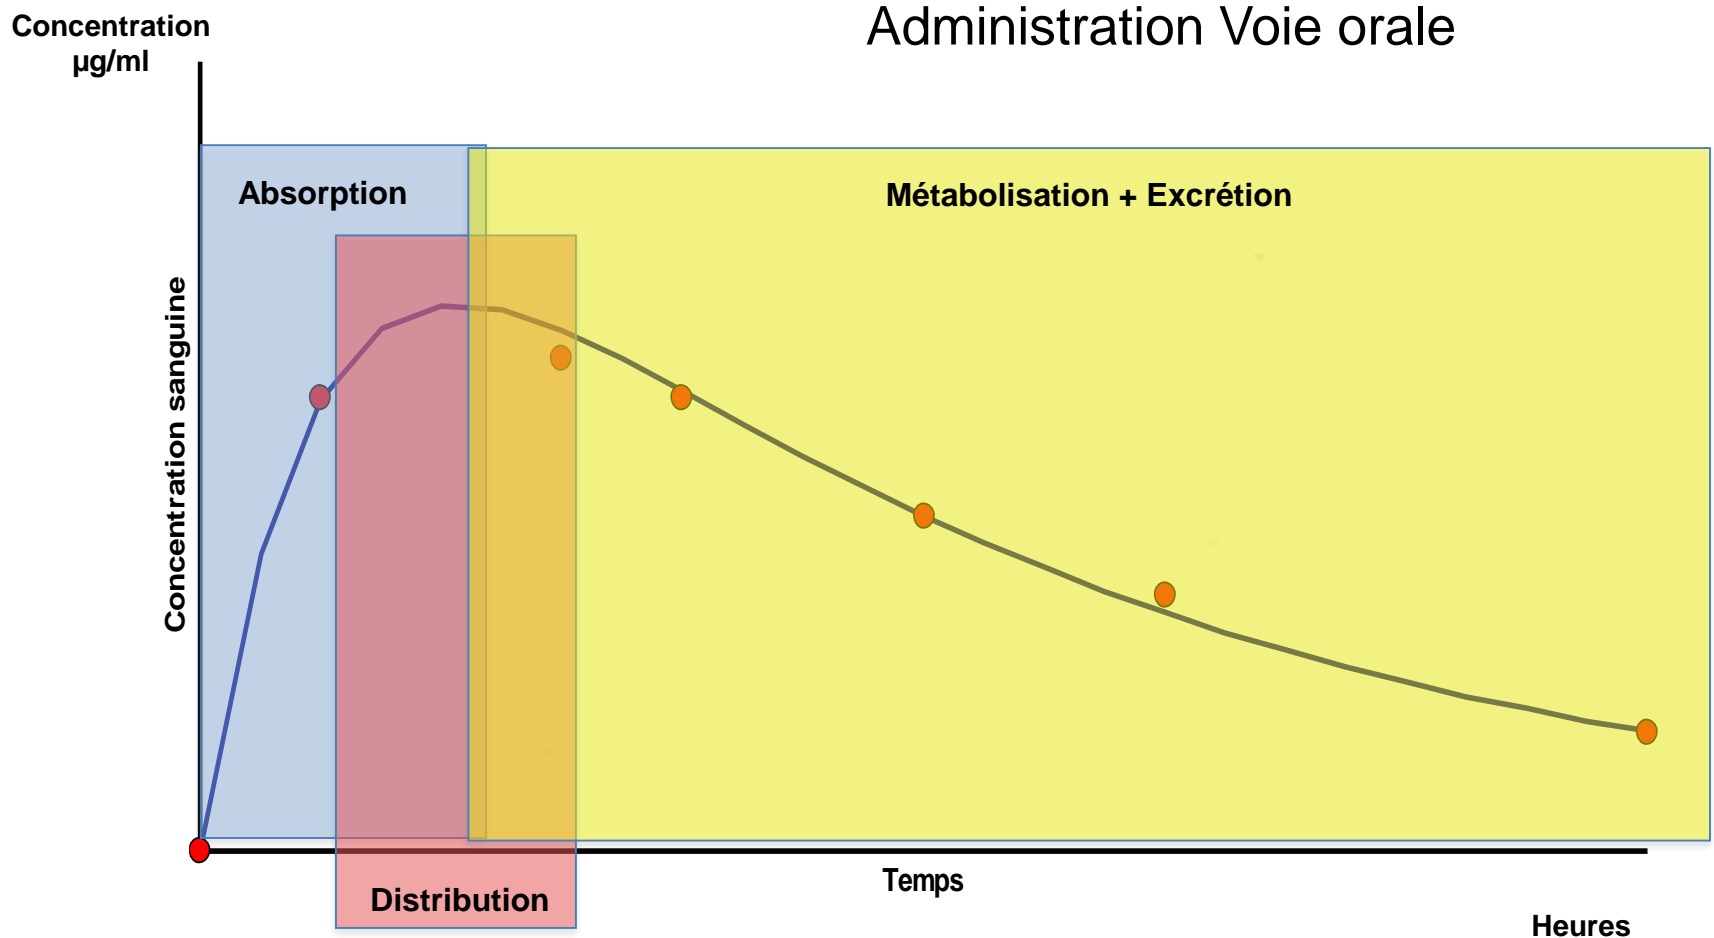 Administration Voie orale
Concentration
µg/ml
Absorption
Métabolisation + Excrétion
Concentration sanguine
Temps
Distribution
Heures